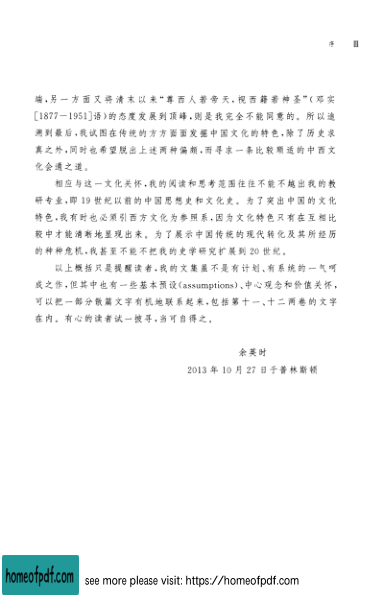 序 Ⅲ
端，另一方面又将清末以来“尊西人若帝天，视西籍若神圣”（邓实
[1877—1951]语)的态度发展到顶峰，则是我完全不能同意的。所以追
溯到最后，我试图在传统的方方面面发掘中国文化的特色，除了历史求
真之外，同时也希望脱出上述两种偏颇，而寻求一条比较顺适的中西文
化会通之道。
相应与这一文化关怀，我的阅读和思考范围往往不能不越出我的教
研专业，即 19 世纪以前的中国思想史和文化史。为了突出中国的文化
特色，我有时也必须引西方文化为参照系，因为文化特色只有在互相比
较中才能清晰地显现出来。为了展示中国传统的现代转化及其所经历
的种种危机，我甚至不能不把我的史学研究扩展到 20 世纪。
以上概括只是提醒读者，我的文集虽不是有计划、有系统的一气呵
成之作，但其中也有一些基本预设(assumptions)、中心观念和价值关怀，
可以把一部分散篇文字有机地联系起来，包括第十一、十二两卷的文字
在内。有心的读者试一披寻，当可自得之。
余英时
2013 年 10 月 27 日于普林斯顿
homeofpdf.com
see more please visit: https://homeofpdf.com